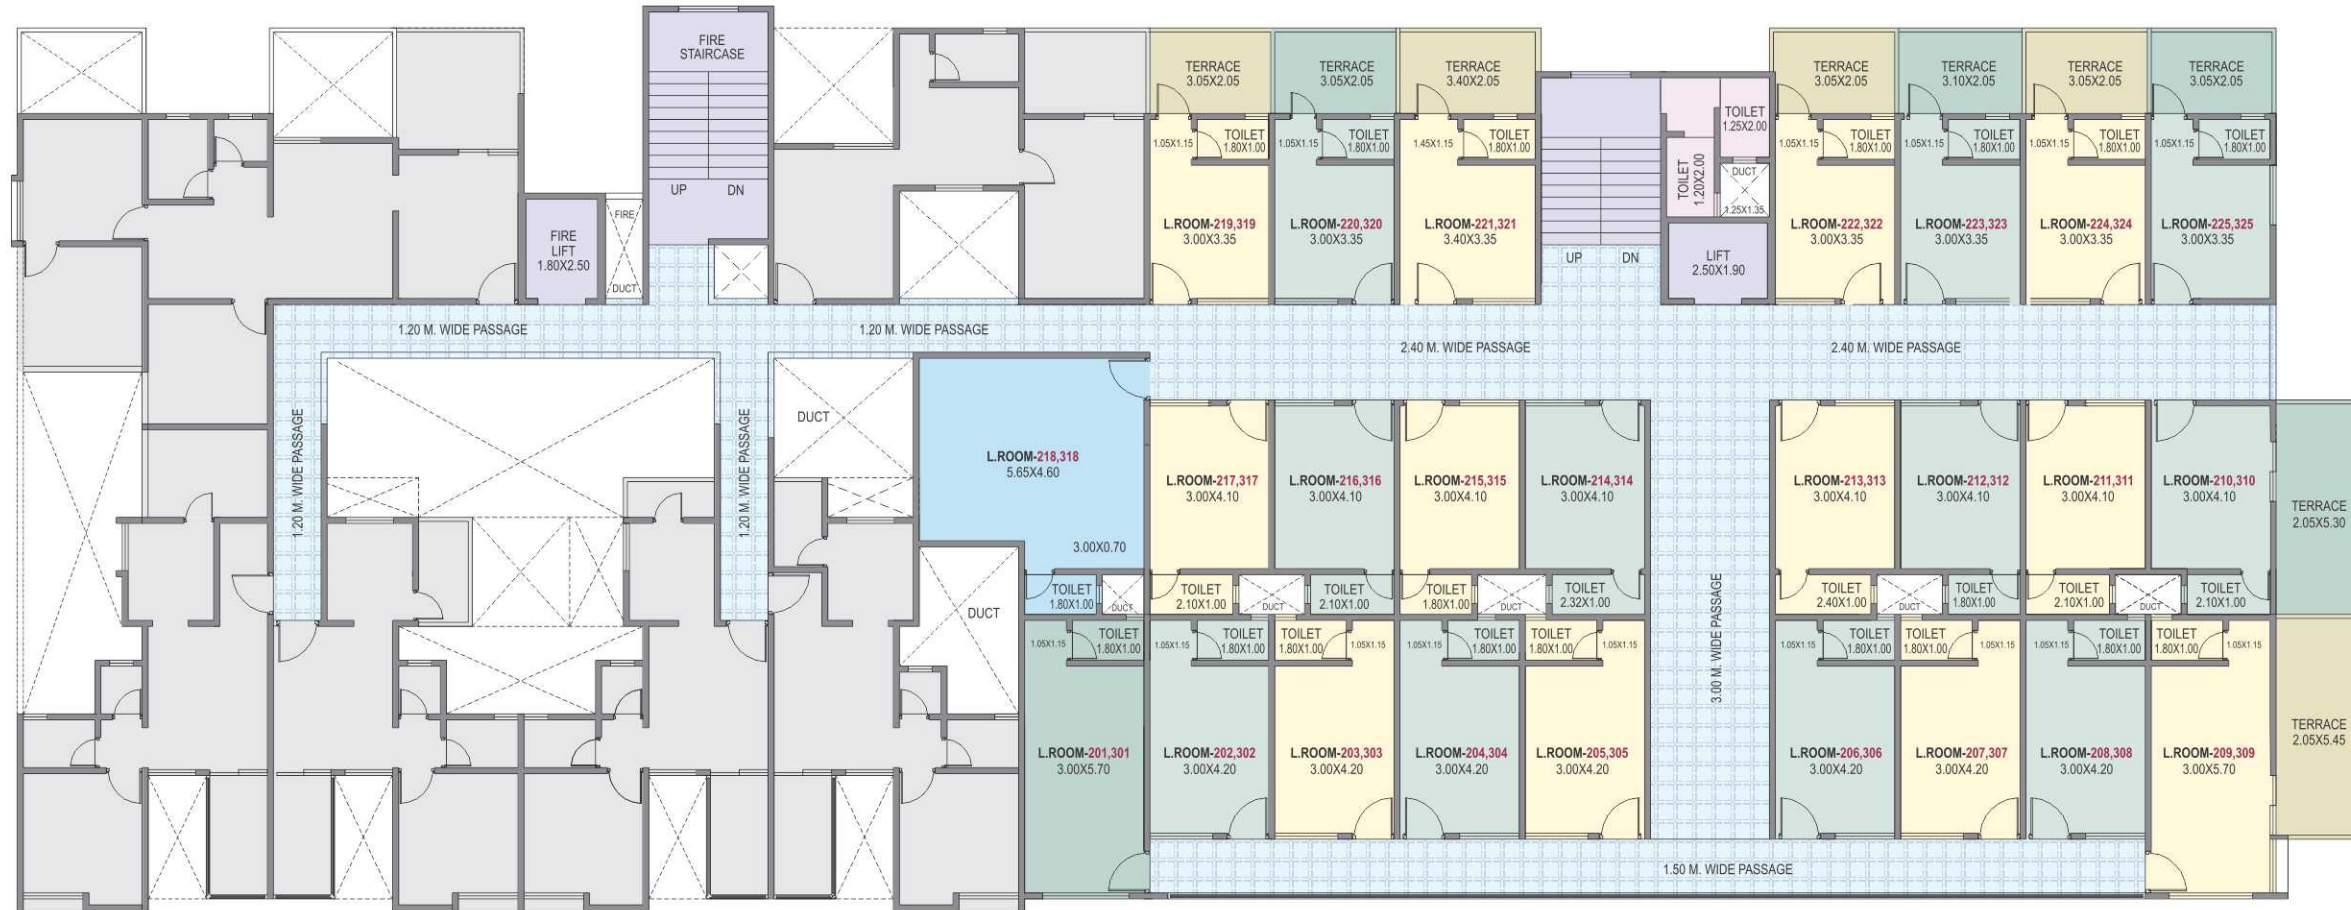 FIRE
STAIRCASE
UP DN
FIRE
LIFT
1.80X2.50
FIRE
DUCT
TERRACE
3.05X2.05
TERRACE
3.05X2.05
TERRACE
3.40X2.05
TERRACE
3.05X2.05
TERRACE
3.10X2.05
TERRACE
3.05X2.05
TERRACE
3.05X2.05
1.05X1.15
TOILET
1.80X1.00
1.05X1.15
TOILET
1.80X1.00
1.45X1.15
TOILET
1.80X1.00
TOILET
1.25X2.00
TOILET
1.20X2.00
DUCT
1.25X1.35
1.05X1.15
TOILET
1.80X1.00
1.05X1.15
TOILET
1.80X1.00
1.05X1.15
TOILET
1.80X1.00
1.05X1.15
TOILET
1.80X1.00
L.ROOM-219,319
3.00X3.35
L.ROOM-220,320
3.00X3.35
L.ROOM-221,321
3.40X3.35
UP DN
LIFT
2.50X1.90
L.ROOM-222,322
3.00X3.35
L.ROOM-223,323
3.00X3.35
L.ROOM-224,324
3.00X3.35
L.ROOM-225,325
3.00X3.35
1.20 M. WIDE PASSAGE
1.20 M. WIDE PASSAGE
2.40 M. WIDE PASSAGE
2.40 M. WIDE PASSAGE
1.20 M. WIDE PASSAGE
1.20 M. WIDE PASSAGE
DUCT
L.ROOM-218,318
5.65X4.60
3.00X0.70
L.ROOM-217,317
3.00X4.10
L.ROOM-216,316
3.00X4.10
L.ROOM-215,315
3.00X4.10
L.ROOM-214,314
3.00X4.10
L.ROOM-213,313
3.00X4.10
L.ROOM-212,312
3.00X4.10
L.ROOM-211,311
3.00X4.10
L.ROOM-210,310
3.00X4.10
TERRACE
2.05X5.30
DUCT
TOILET
1.80X1.00
DUCT
TOILET
2.10X1.00
DUCT
TOILET
2.10X1.00
TOILET
1.80X1.00
DUCT
TOILET
2.32X1.00
3.00 M. WIDE PASSAGE
TOILET
2.40X1.00
DUCT
TOILET
1.80X1.00
TOILET
2.10X1.00
DUCT
TOILET
2.10X1.00
1.05X1.15
TOILET
1.80X1.00
1.05X1.15
TOILET
1.80X1.00
TOILET
1.80X1.00
1.05X1.15
1.05X1.15
TOILET
1.80X1.00
TOILET
1.80X1.00
1.05X1.15
1.05X1.15
TOILET
1.80X1.00
TOILET
1.80X1.00
1.05X1.15
1.05X1.15
TOILET
1.80X1.00
TOILET
1.80X1.00
1.05X1.15
L.ROOM-201,301
3.00X5.70
L.ROOM-202,302
3.00X4.20
L.ROOM-203,303
3.00X4.20
L.ROOM-204,304
3.00X4.20
L.ROOM-205,305
3.00X4.20
L.ROOM-206,306
3.00X4.20
L.ROOM-207,307
3.00X4.20
L.ROOM-208,308
3.00X4.20
L.ROOM-209,309
3.00X5.70
TERRACE
2.05X5.45
1.50 M. WIDE PASSAGE